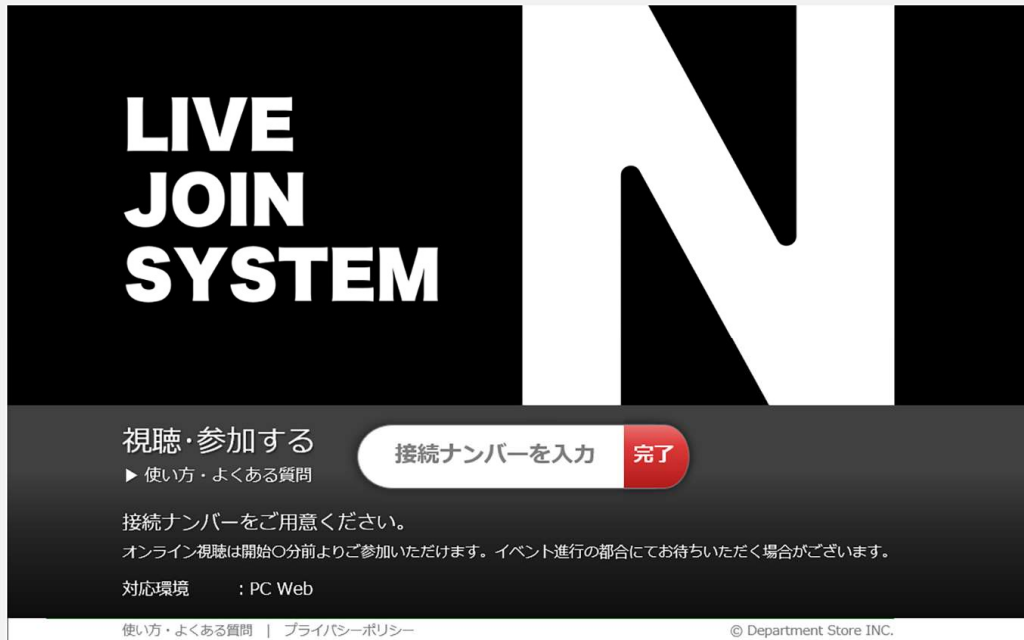 LIVE
JOIN
SYSTEM
N
視聴・参加する
接続ナンバーを入力
完了
▶ 使い方・よくある質問
接続ナンバーをご用意ください。
オンライン視聴は開始〇分前よりご参加いただけます。イベント進行の都合にてお待ちいただく場合がございます。
対応環境 : PC Web
使い方・よくある質問 | プライバシーポリシー
© Department Store INC.